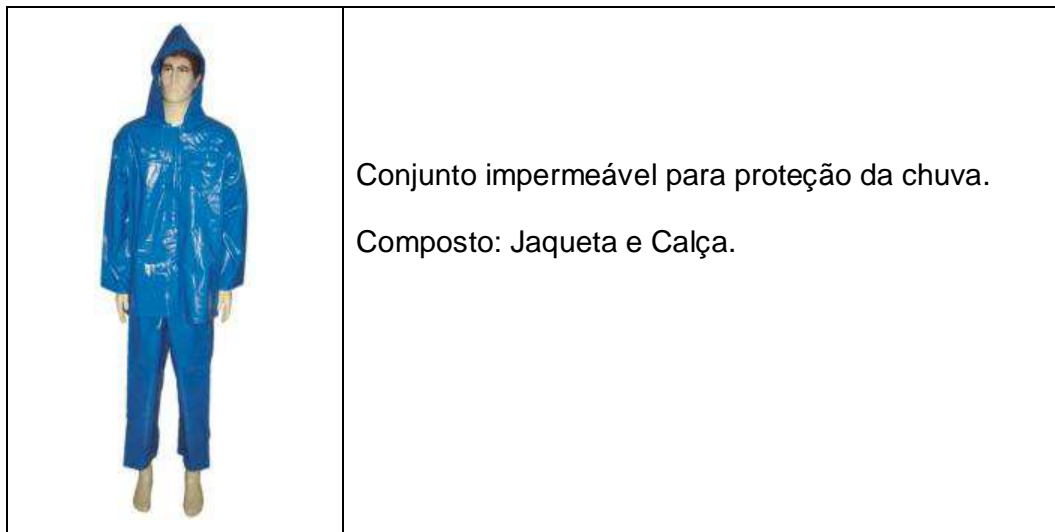 Conjunto impermeável para proteção da chuva.
Composto: Jaqueta e Calça.